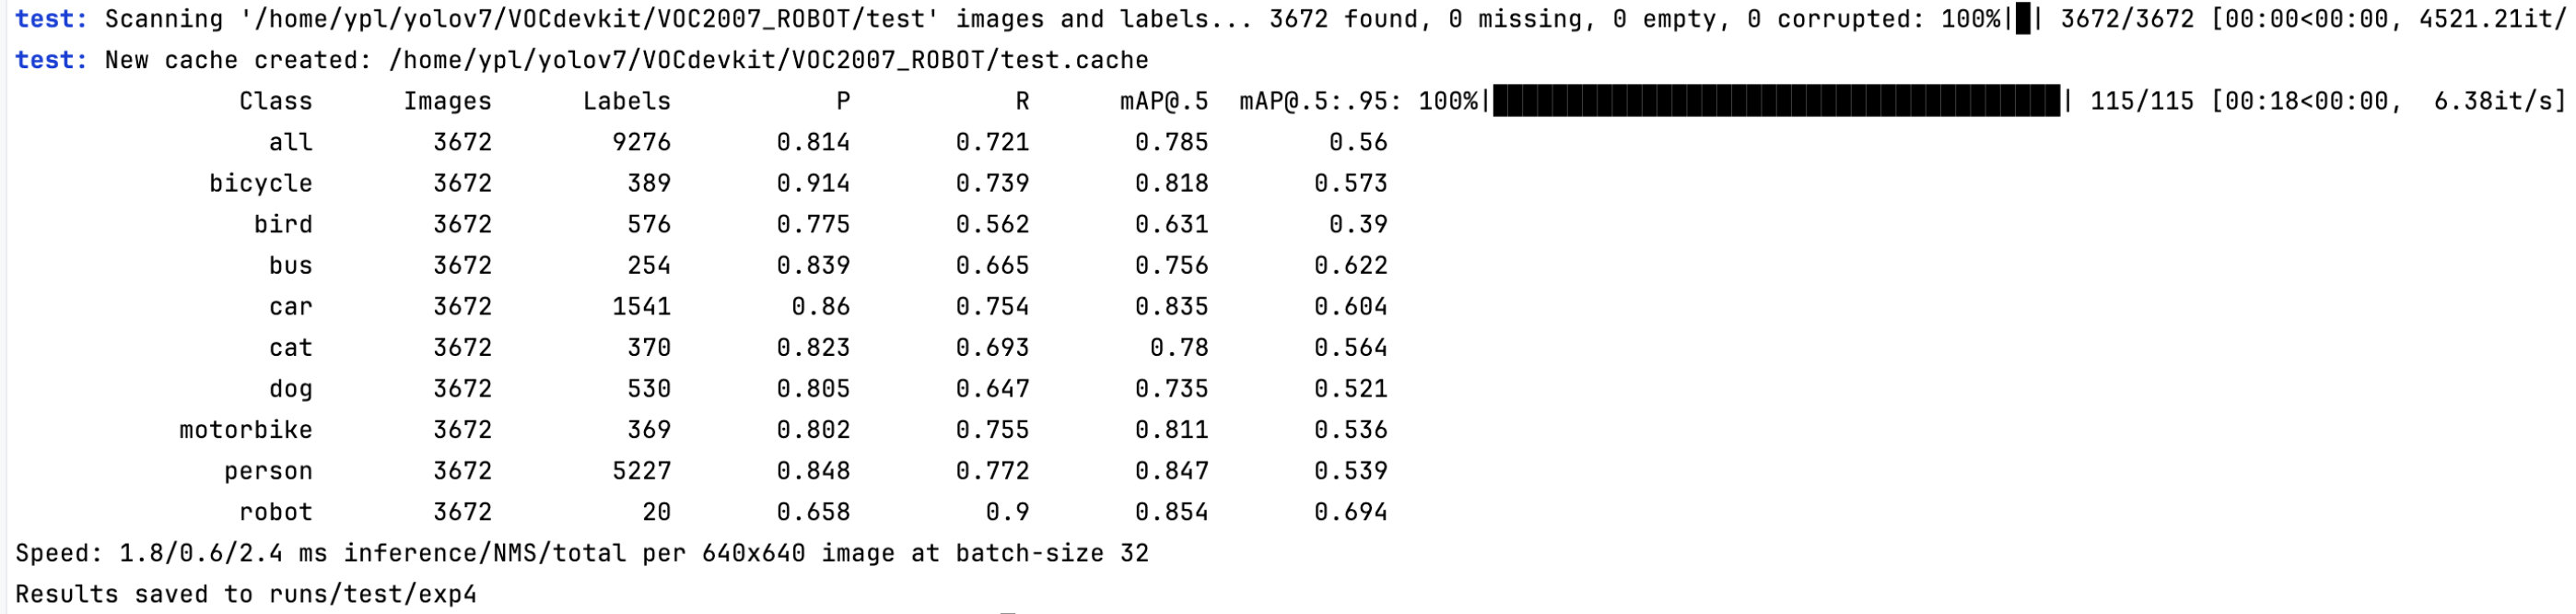 test: Scanning '/home/ypl/yolov7/VOCdevkit/VOC2007_ROBOT/test' images and labels... 3672 found, 0 missing, 0 empty, 0 corrupted: 100%|█| 3672/3672 [00:00<00:00, 4521.21it/
test: New cache created: /home/ypl/yolov7/VOCdevkit/VOC2007_ROBOT/test.cache
Class Images Labels P R mAP@.5 mAP@.5:.95: 100%|██████████████████████████████████████| 115/115 [00:18<00:00, 6.38it/s]
all 3672 9276 0.814 0.721 0.785 0.56
bicycle 3672 389 0.914 0.739 0.818 0.573
bird 3672 576 0.775 0.562 0.631 0.39
bus 3672 254 0.839 0.665 0.756 0.622
car 3672 1541 0.86 0.754 0.835 0.604
cat 3672 370 0.823 0.693 0.78 0.564
dog 3672 530 0.805 0.647 0.735 0.521
motorbike 3672 369 0.802 0.755 0.811 0.536
person 3672 5227 0.848 0.772 0.847 0.539
robot 3672 20 0.658 0.9 0.854 0.694
Speed: 1.8/0.6/2.4 ms inference/NMS/total per 640x640 image at batch-size 32
Results saved to runs/test/exp4